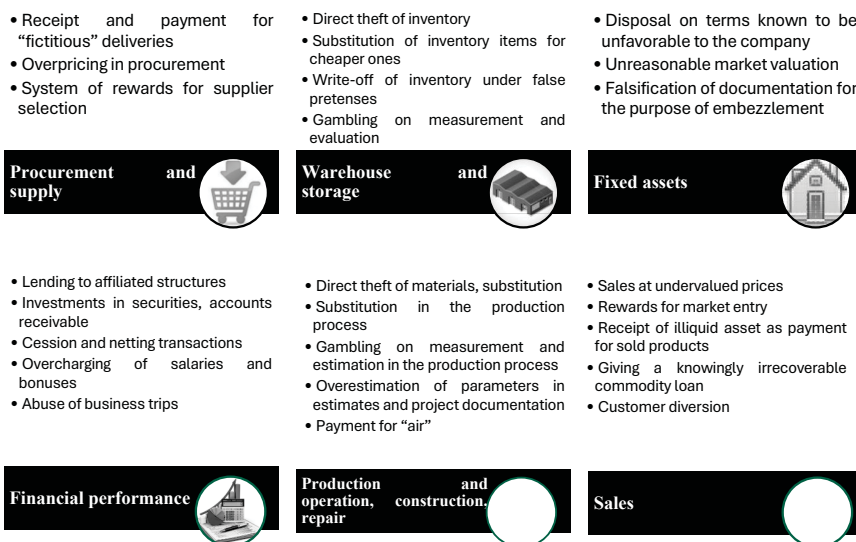 • Receipt and payment for
“fictitious” deliveries
• Overpricing in procurement
• System of rewards for supplier
selection
Procurement and
supply
• Direct theft of inventory
• Substitution of inventory items for
cheaper ones
• Write-off of inventory under false
pretenses
• Gambling on measurement and
evaluation
Warehouse and
storage
• Disposal on terms known to be
unfavorable to the company
• Unreasonable market valuation
• Falsification of documentation for
the purpose of embezzlement
Fixed assets
• Lending to affiliated structures
• Investments in securities, accounts
receivable
• Cession and netting transactions
• Overcharging of salaries and
bonuses
• Abuse of business trips
Financial performance
• Direct theft of materials, substitution
• Substitution in the production
process
• Gambling on measurement and
estimation in the production process
• Overestimation of parameters in
estimates and project documentation
• Payment for “air”
Production and
operation, construction,
repair
• Sales at undervalued prices
• Rewards for market entry
• Receipt of illiquid asset as payment
for sold products
• Giving a knowingly irrecoverable
commodity loan
• Customer diversion
Sales